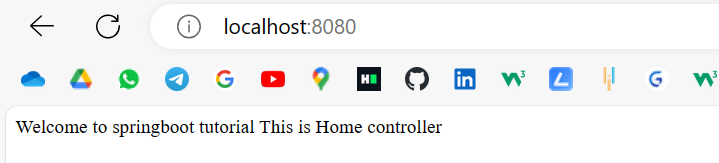 localhost:8080
Welcome to springboot tutorial This is Home controller